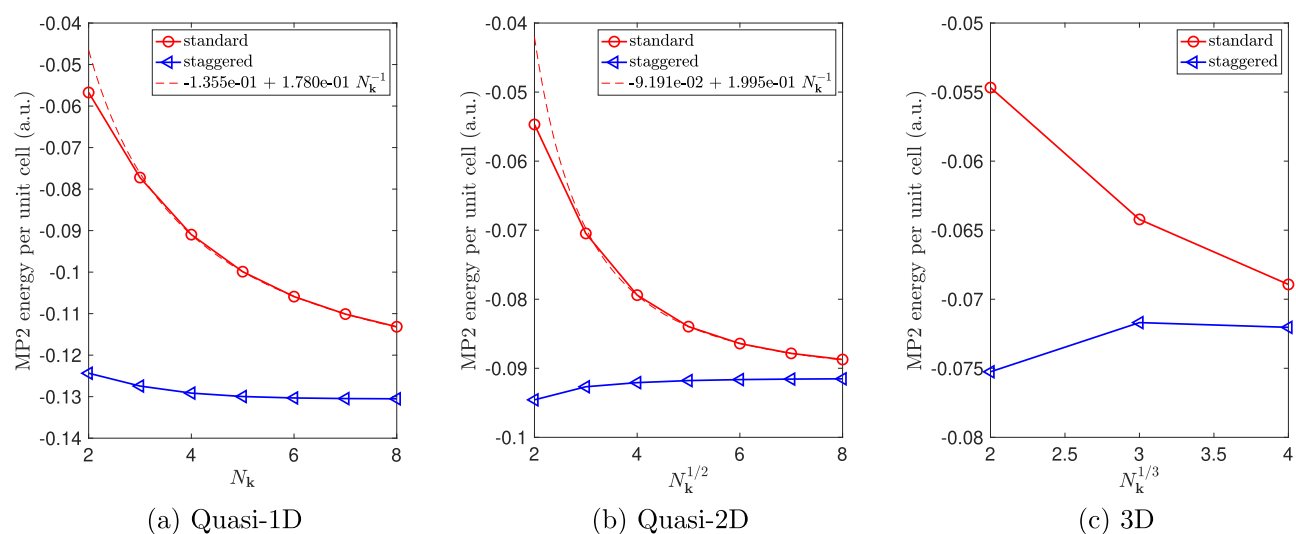 MP2 energy per unit cell (a.u.)
-0.04
-0.05
-0.06
-0.07
-0.08
-0.09
-0.1
-0.11
-0.12
-0.13
-0.14
standard
staggered
-1.355e-01 + 1.780e-01 N_k^{-1}
2 4 6 8
N_k
(a) Quasi-1D
MP2 energy per unit cell (a.u.)
-0.04
-0.05
-0.06
-0.07
-0.08
-0.09
-0.1
standard
staggered
-9.191e-02 + 1.995e-01 N_k^{-1}
2 3 4 5 6 7 8
N_k^{1/2}
(b) Quasi-2D
MP2 energy per unit cell (a.u.)
-0.05
-0.055
-0.06
-0.065
-0.07
-0.075
-0.08
standard
staggered
2 2.5 3 3.5 4
N_k^{1/3}
(c) 3D